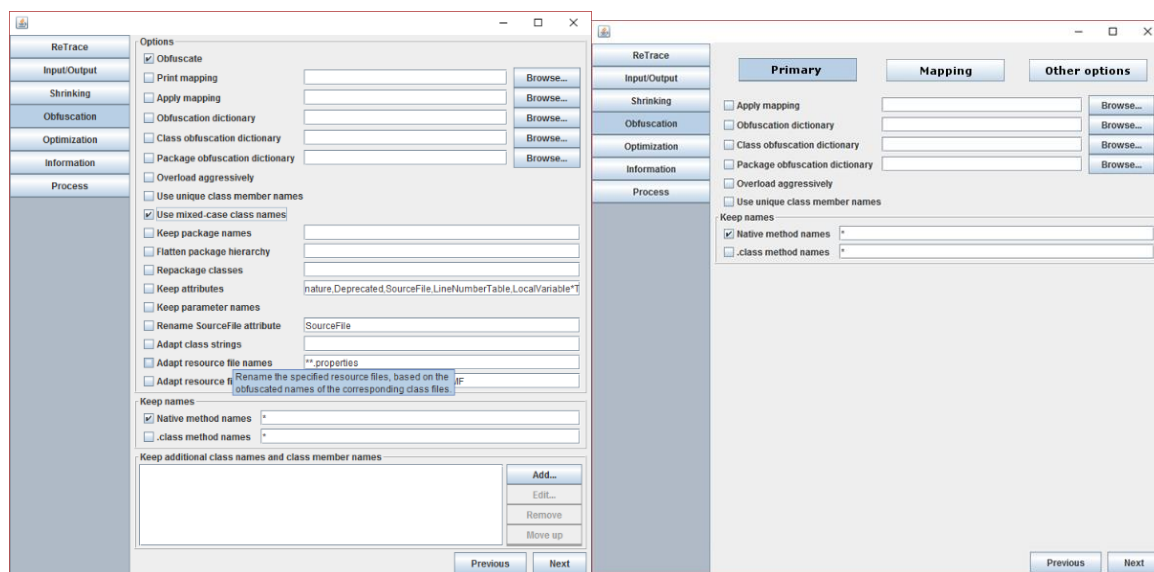 ReTrace
Input/Output
Shrinking
Obfuscation
Optimization
Information
Process
Options
Obfuscate
Print mapping Browse...
Apply mapping Browse...
Obfuscation dictionary Browse...
Class obfuscation dictionary Browse...
Package obfuscation dictionary Browse...
Overload aggressively
Use unique class member names
Use mixed-case class names
Keep package names
Flatten package hierarchy
Repackage classes
Keep attributes nature,Deprecated,SourceFile,LineNumberTable,LocalVariable*T
Keep parameter names
Rename SourceFile attribute SourceFile
Adapt class strings
Adapt resource file names **.properties
Adapt resource fi MF
Rename the specified resource files, based on the
obfuscated names of the corresponding class files.
Keep names
Native method names *
.class method names *
Keep additional class names and class member names
Add...
Edit...
Remove
Move up
Previous Next
ReTrace
Input/Output
Shrinking
Obfuscation
Optimization
Information
Process
Primary Mapping Other options
Apply mapping Browse...
Obfuscation dictionary Browse...
Class obfuscation dictionary Browse...
Package obfuscation dictionary Browse...
Overload aggressively
Use unique class member names
Keep names
Native method names *
.class method names *
Previous Next